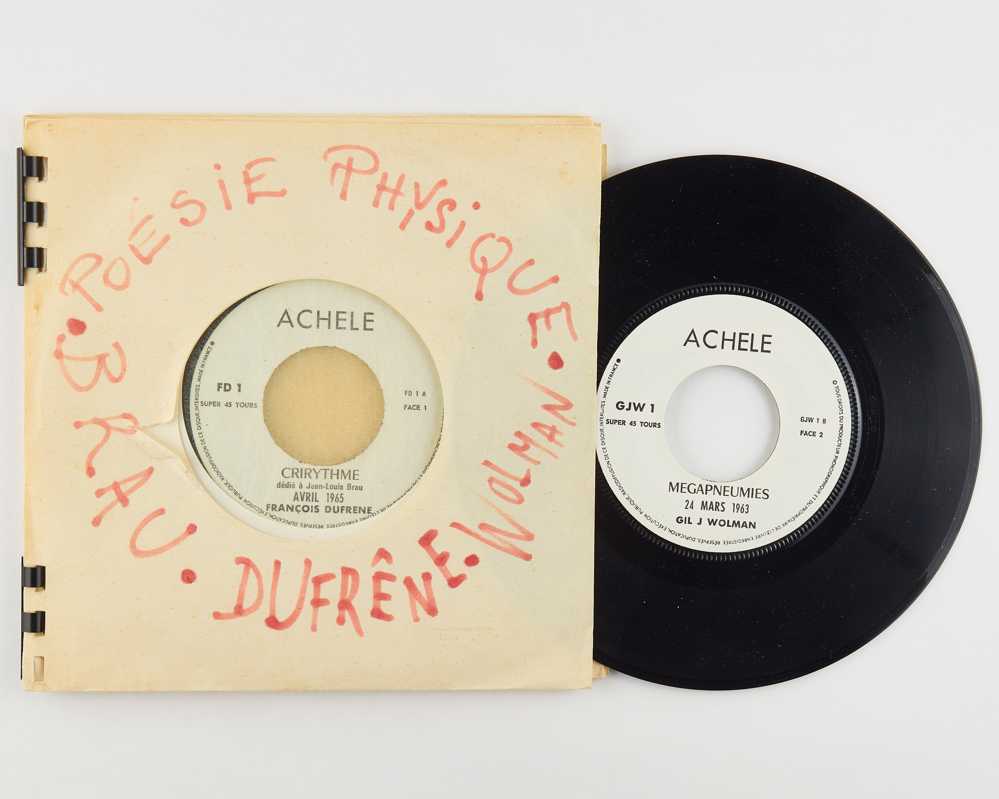 POÉSIE PHYSIQUE • WOLMAN • DUFRÊNE • BRAU •
ACHELE
FD 1
SUPER 45 TOURS
FD 1 A
FACE 1
CRIRYTHME
dédié à Jean-Louis Brau
AVRIL 1965
FRANÇOIS DUFRENE
ACHELE
GJW 1
SUPER 45 TOURS
GJW 1 B
FACE 2
MEGAPNEUMIES
24 MARS 1963
GIL J WOLMAN